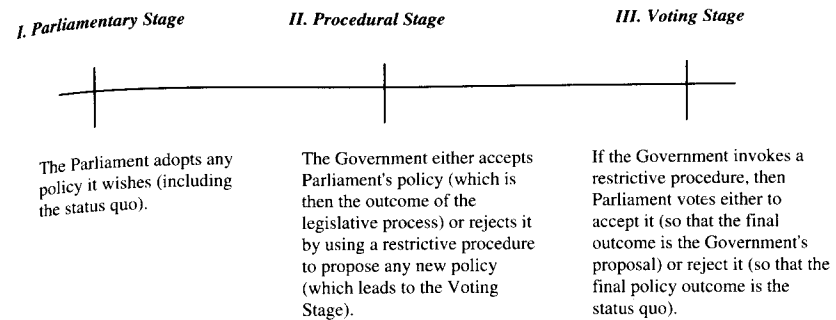 I. Parliamentary Stage
II. Procedural Stage
III. Voting Stage
The Parliament adopts any
policy it wishes (including
the status quo).
The Government either accepts
Parliament's policy (which is
then the outcome of the
legislative process) or rejects it
by using a restrictive procedure
to propose any new policy
(which leads to the Voting
Stage).
If the Government invokes a
restrictive procedure, then
Parliament votes either to
accept it (so that the final
outcome is the Government's
proposal) or reject it (so that the
final policy outcome is the
status quo).